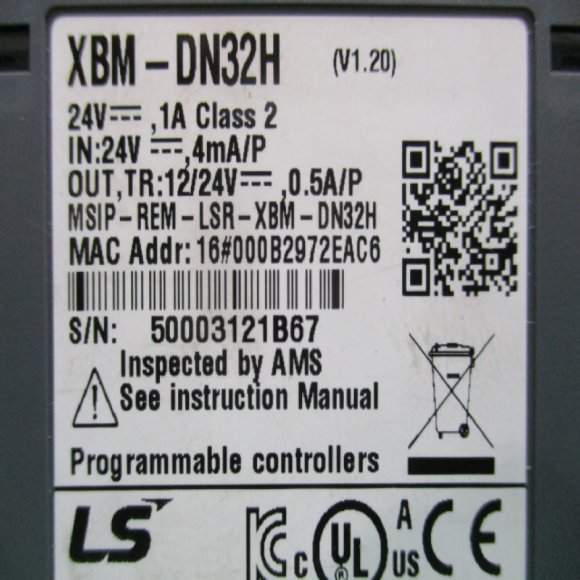 XBM-DN32H (V1.20)
24V⎓,1A Class 2
IN:24V⎓,4mA/P
OUT,TR:12/24V⎓,0.5A/P
MSIP-REM-LSR-XBM-DN32H
MAC Addr: 16#000B2972EAC6
S/N: 50003121B67
Inspected by AMS
See instruction Manual
Programmable controllers
LS KC c UL US A CE